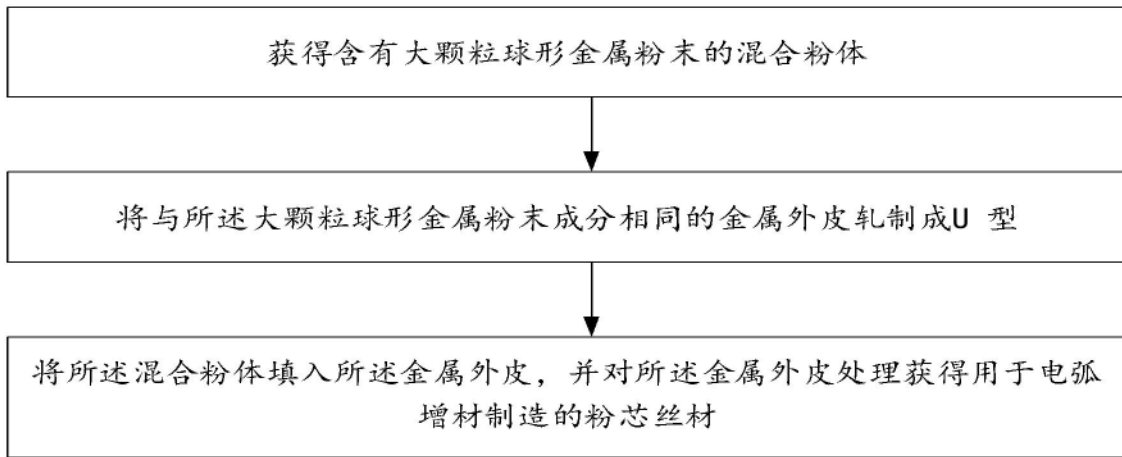 获得含有大颗粒球形金属粉末的混合粉体
将与所述大颗粒球形金属粉末成分相同的金属外皮轧制成U 型
将所述混合粉体填入所述金属外皮，并对所述金属外皮处理获得用于电弧
增材制造的粉芯丝材